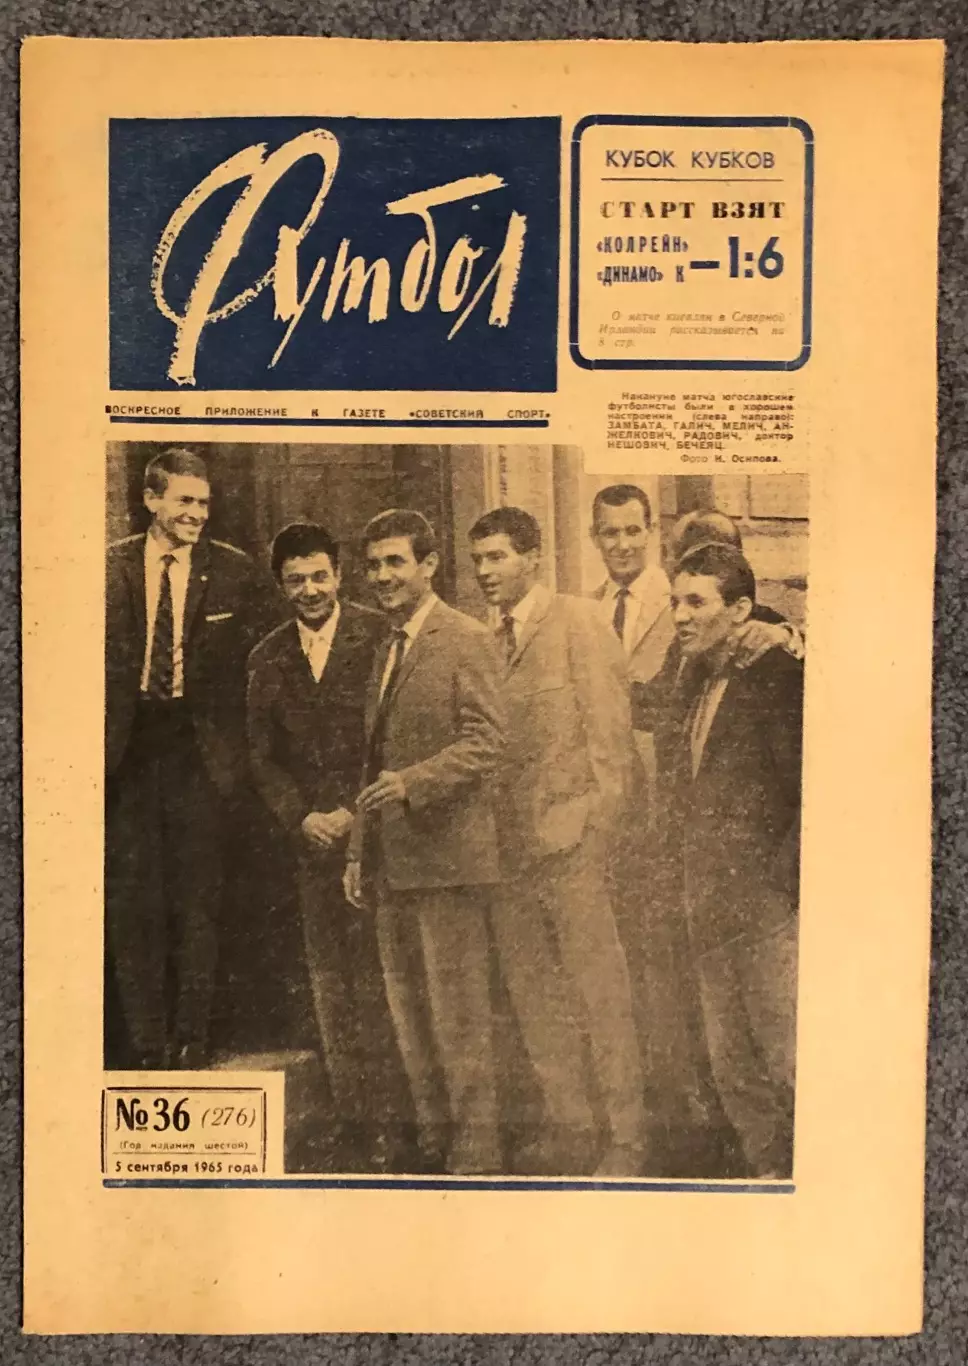 Футбол
ВОСКРЕСНОЕ ПРИЛОЖЕНИЕ К ГАЗЕТЕ «СОВЕТСКИЙ СПОРТ»
КУБОК КУБКОВ
СТАРТ ВЗЯТ
«КОЛРЕЙН»
«ДИНАМО» К
— 1:6
О матче киевлян в Северной
Ирландии рассказывается на
8 стр.
Накануне матча югославские
футболисты были в хорошем
настроении (слева направо):
ЗАМБАТА, ГАЛИЧ, МЕЛИЧ, АН-
ЖЕЛКОВИЧ, РАДОВИЧ, доктор
НЕШОВИЧ, БЕЧЕЯЦ.
Фото Н. Осипова.
№ 36 (276)
(Год издания шестой)
5 сентября 1965 года